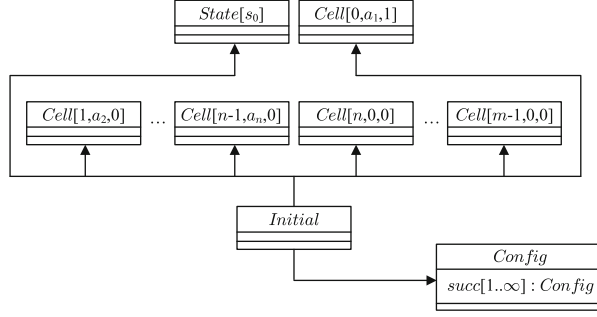 State[s₀] Cell[0,a₁,1]
Cell[1,a₂,0] ... Cell[n-1,aₙ,0] Cell[n,0,0] ... Cell[m-1,0,0]
Initial
Config
succ[1..∞] : Config